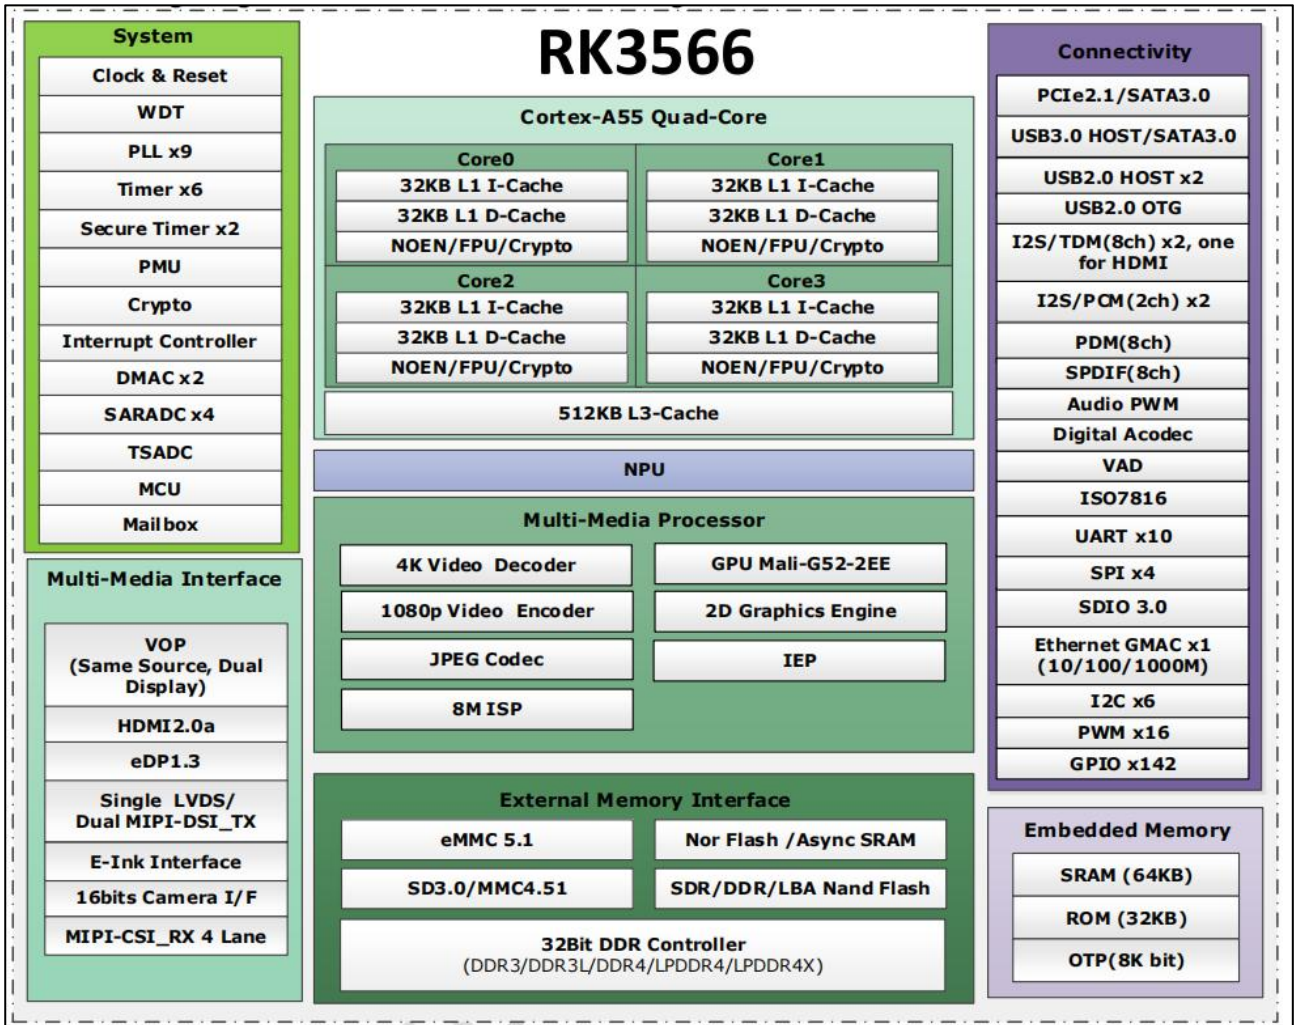 RK3566
System
Clock & Reset
WDT
PLL x9
Timer x6
Secure Timer x2
PMU
Crypto
Interrupt Controller
DMAC x2
SARADC x4
TSADC
MCU
Mailbox
Multi-Media Interface
VOP
(Same Source, Dual
Display)
HDMI2.0a
eDP1.3
Single LVDS/
Dual MIPI-DSI_TX
E-Ink Interface
16bits Camera I/F
MIPI-CSI_RX 4 Lane
Cortex-A55 Quad-Core
Core0
32KB L1 I-Cache
32KB L1 D-Cache
NOEN/FPU/Crypto
Core1
32KB L1 I-Cache
32KB L1 D-Cache
NOEN/FPU/Crypto
Core2
32KB L1 I-Cache
32KB L1 D-Cache
NOEN/FPU/Crypto
Core3
32KB L1 I-Cache
32KB L1 D-Cache
NOEN/FPU/Crypto
512KB L3-Cache
NPU
Multi-Media Processor
4K Video Decoder
GPU Mali-G52-2EE
1080p Video Encoder
2D Graphics Engine
JPEG Codec
IEP
8M ISP
External Memory Interface
eMMC 5.1
Nor Flash /Async SRAM
SD3.0/MMC4.51
SDR/DDR/LBA Nand Flash
32Bit DDR Controller
(DDR3/DDR3L/DDR4/LPDDR4/LPDDR4X)
Connectivity
PCIe2.1/SATA3.0
USB3.0 HOST/SATA3.0
USB2.0 HOST x2
USB2.0 OTG
I2S/TDM(8ch) x2, one
for HDMI
I2S/PCM(2ch) x2
PDM(8ch)
SPDIF(8ch)
Audio PWM
Digital Acodec
VAD
ISO7816
UART x10
SPI x4
SDIO 3.0
Ethernet GMAC x1
(10/100/1000M)
I2C x6
PWM x16
GPIO x142
Embedded Memory
SRAM (64KB)
ROM (32KB)
OTP(8K bit)